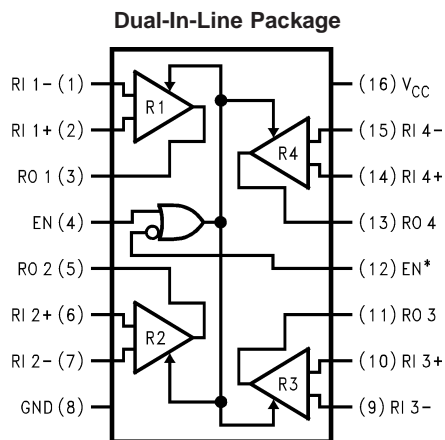 Dual-In-Line Package
RI 1- (1)
RI 1+ (2)
RO 1 (3)
EN (4)
RO 2 (5)
RI 2+ (6)
RI 2- (7)
GND (8)
R1
R2
R4
R3
(16) VCC
(15) RI 4-
(14) RI 4+
(13) RO 4
(12) EN*
(11) RO 3
(10) RI 3+
(9) RI 3-